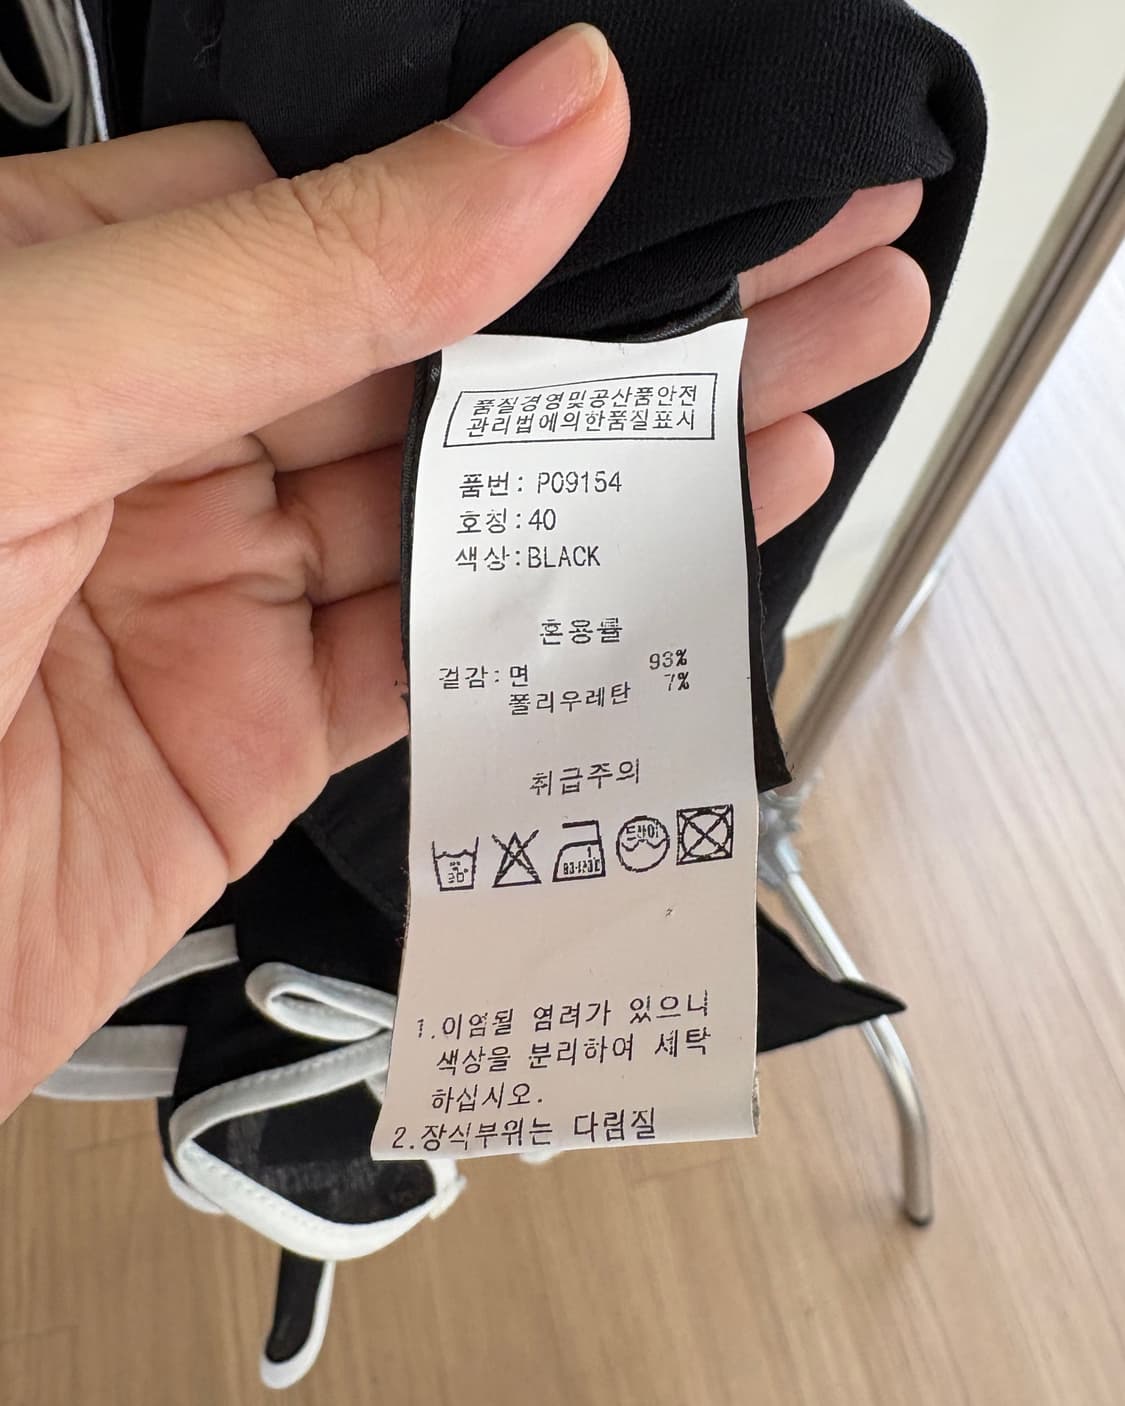 품질경영및공산품안전
관리법에의한품질표시
품번: P09154
호칭:40
색상:BLACK
혼용률
겉감:면 93%
폴리우레탄 7%
취급주의
드라이
1.이염될 염려가 있으니
색상을 분리하여 세탁
하십시오.
2.장식부위는 다림질